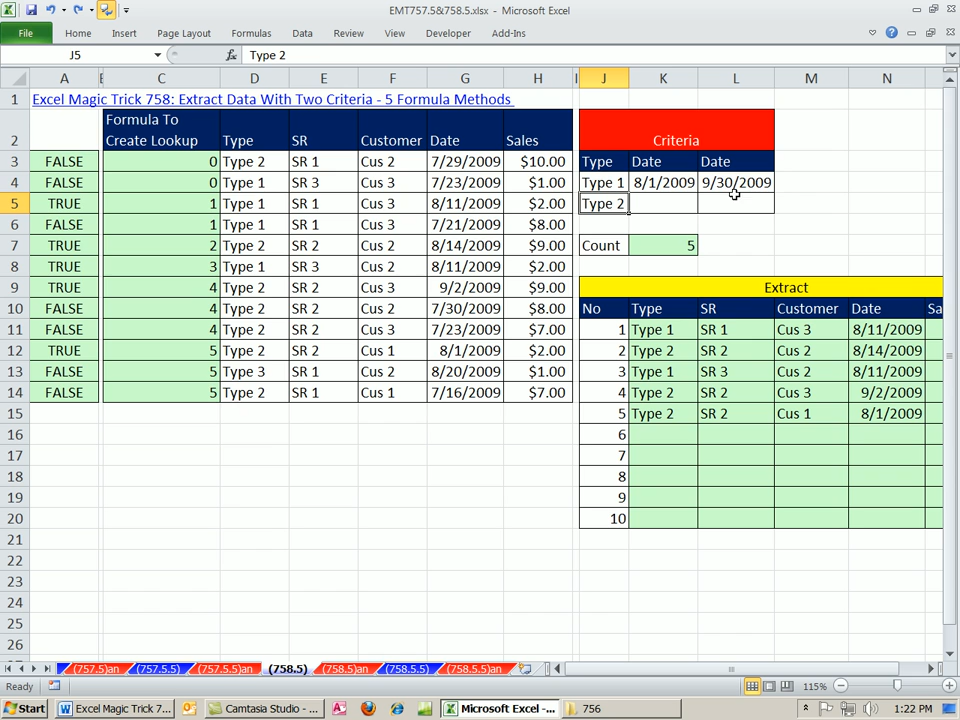 EMT757.5&758.5.xlsx - Microsoft Excel
File Home Insert Page Layout Formulas Data Review View Developer Add-Ins
J5 fx Type 2
A C D E F G H I J K L M N
1 Excel Magic Trick 758: Extract Data With Two Criteria - 5 Formula Methods
2 Formula To Create Lookup Type SR Customer Date Sales Criteria
3 FALSE 0 Type 2 SR 1 Cus 2 7/29/2009 $10.00 Type Date Date
4 FALSE 0 Type 1 SR 3 Cus 3 7/23/2009 $1.00 Type 1 8/1/2009 9/30/2009
5 TRUE 1 Type 1 SR 1 Cus 3 8/11/2009 $2.00 Type 2
6 FALSE 1 Type 1 SR 1 Cus 3 7/21/2009 $8.00
7 TRUE 2 Type 2 SR 2 Cus 2 8/14/2009 $9.00 Count 5
8 TRUE 3 Type 1 SR 3 Cus 2 8/11/2009 $2.00
9 TRUE 4 Type 2 SR 2 Cus 3 9/2/2009 $9.00 Extract
10 FALSE 4 Type 2 SR 2 Cus 2 7/30/2009 $8.00 No Type SR Customer Date Sa
11 FALSE 4 Type 2 SR 2 Cus 3 7/23/2009 $7.00 1 Type 1 SR 1 Cus 3 8/11/2009
12 TRUE 5 Type 2 SR 2 Cus 1 8/1/2009 $2.00 2 Type 2 SR 2 Cus 2 8/14/2009
13 FALSE 5 Type 3 SR 1 Cus 2 8/20/2009 $1.00 3 Type 1 SR 3 Cus 2 8/11/2009
14 FALSE 5 Type 2 SR 1 Cus 1 7/16/2009 $7.00 4 Type 2 SR 2 Cus 3 9/2/2009
15 5 Type 2 SR 2 Cus 1 8/1/2009
16 6
17 7
18 8
19 9
20 10
21
22
23
24
25
26
(757.5)an (757.5.5) (757.5.5)an (758.5) (758.5)an (758.5.5) (758.5.5)an
Ready 115%
Start Excel Magic Trick 7... Camtasia Studio - ... Microsoft Excel -... 756 1:22 PM